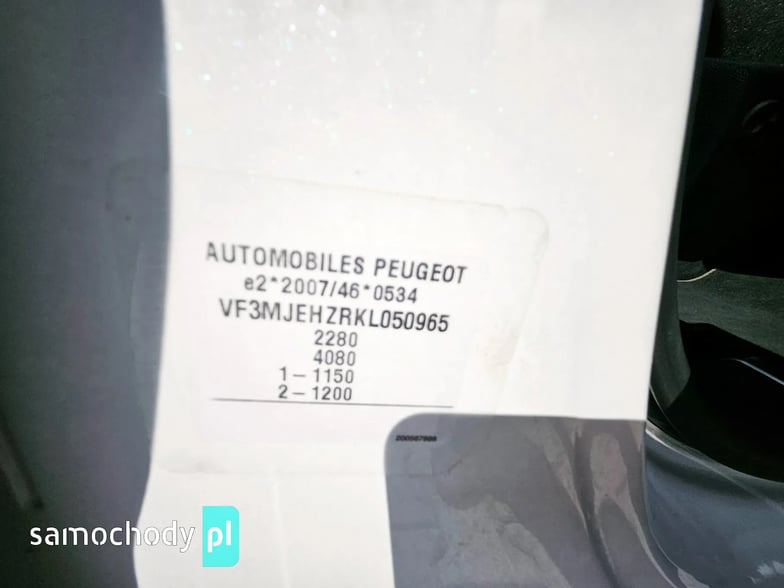 AUTOMOBILES PEUGEOT
e2*2007/46*0534
VF3MJEHZRKL050965
2280
4080
1-1150
2-1200
samochody pl